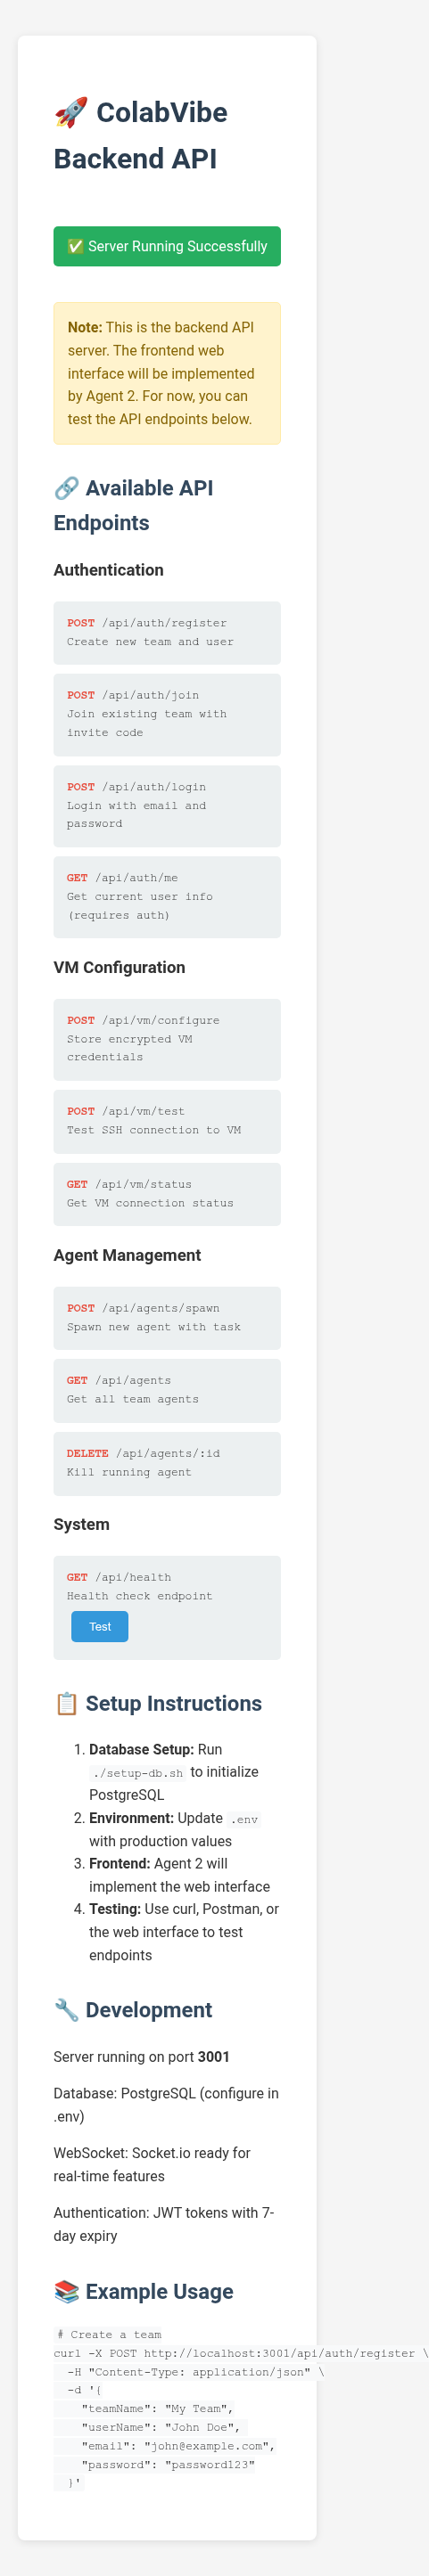 🚀 ColabVibe
Backend API
✅ Server Running Successfully
Note: This is the backend API
server. The frontend web
interface will be implemented
by Agent 2. For now, you can
test the API endpoints below.
🔗 Available API
Endpoints
Authentication
POST /api/auth/register
Create new team and user
POST /api/auth/join
Join existing team with
invite code
POST /api/auth/login
Login with email and
password
GET /api/auth/me
Get current user info
(requires auth)
VM Configuration
POST /api/vm/configure
Store encrypted VM
credentials
POST /api/vm/test
Test SSH connection to VM
GET /api/vm/status
Get VM connection status
Agent Management
POST /api/agents/spawn
Spawn new agent with task
GET /api/agents
Get all team agents
DELETE /api/agents/:id
Kill running agent
System
GET /api/health
Health check endpoint
Test
📋 Setup Instructions
1. Database Setup: Run
./setup-db.sh to initialize
PostgreSQL
2. Environment: Update .env
with production values
3. Frontend: Agent 2 will
implement the web interface
4. Testing: Use curl, Postman, or
the web interface to test
endpoints
🔧 Development
Server running on port 3001
Database: PostgreSQL (configure in
.env)
WebSocket: Socket.io ready for
real-time features
Authentication: JWT tokens with 7-
day expiry
📚 Example Usage
# Create a team
curl -X POST http://localhost:3001/api/auth/register \
-H "Content-Type: application/json" \
-d '{
"teamName": "My Team",
"userName": "John Doe",
"email": "john@example.com",
"password": "password123"
}'